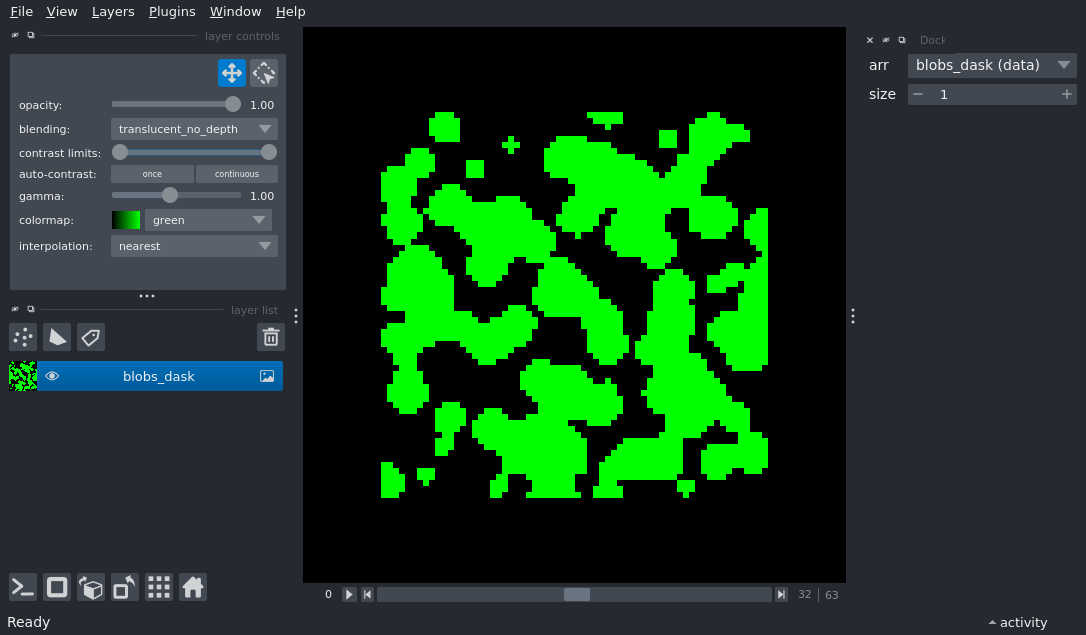 File View Layers Plugins Window Help
layer controls
opacity: 1.00
blending: translucent_no_depth
contrast limits:
auto-contrast: once continuous
gamma: 1.00
colormap: green
interpolation: nearest
layer list
blobs_dask
0 32 63
Ready
activity
Dock
arr blobs_dask (data)
size 1